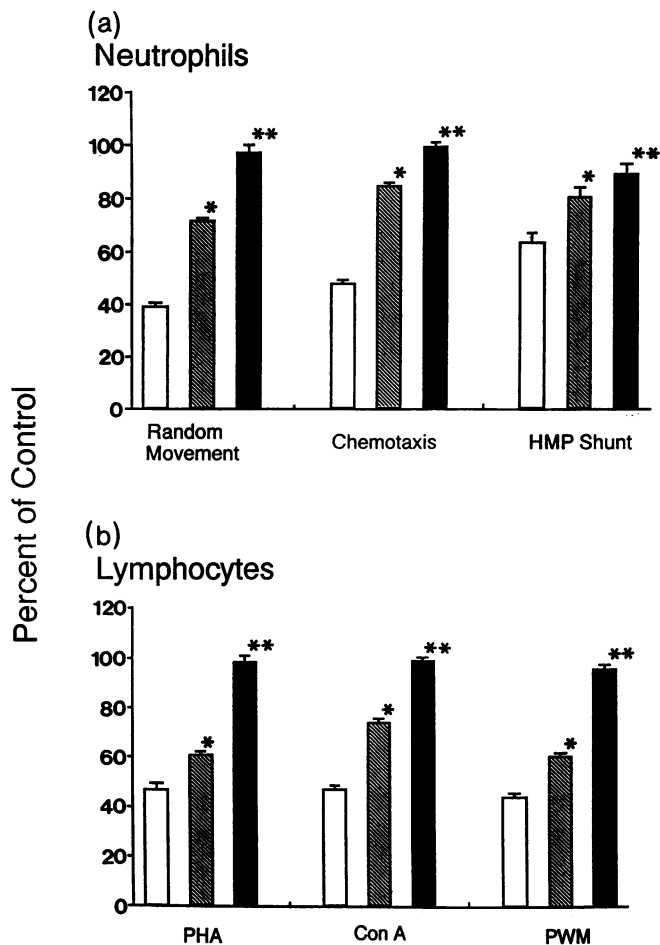 (a)
Neutrophils
120
100
80
60
40
20
0
** ** **
* * *
Random
Movement
Chemotaxis
HMP Shunt
Percent of Control
(b)
Lymphocytes
120
100
80
60
40
20
0
** ** **
* * *
PHA
Con A
PWM